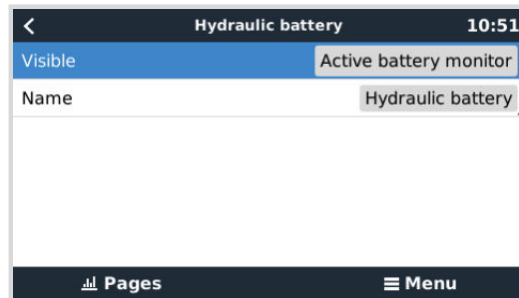 Hydraulic battery 10:51
Visible Active battery monitor
Name Hydraulic battery
Pages Menu